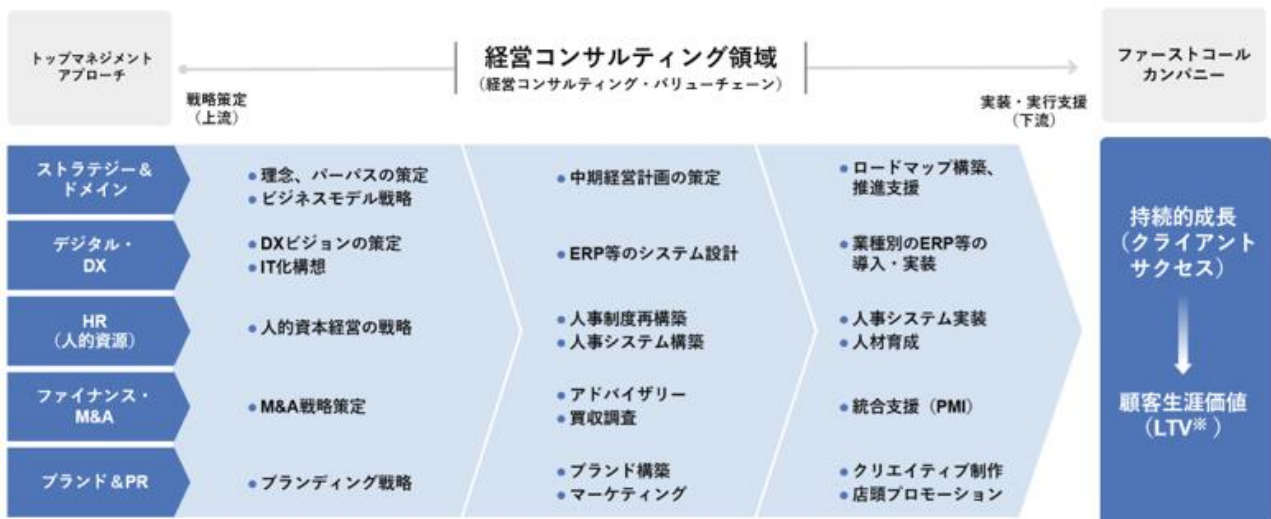 トップマネジメント
アプローチ
経営コンサルティング領域
(経営コンサルティング・バリューチェーン)
ファーストコール
カンパニー
戦略策定
(上流)
実装・実行支援
(下流)
ストラテジー＆
ドメイン
●理念、パーパスの策定
●ビジネスモデル戦略
●中期経営計画の策定
●ロードマップ構築、
推進支援
デジタル・
DX
●DXビジョンの策定
●IT化構想
●ERP等のシステム設計
●業種別のERP等の
導入・実装
HR
(人的資源)
●人的資本経営の戦略
●人事制度再構築
●人事システム構築
●人事システム実装
●人材育成
ファイナンス・
M&A
●M&A戦略策定
●アドバイザリー
●買収調査
●統合支援（PMI）
ブランド＆PR
●ブランディング戦略
●ブランド構築
●マーケティング
●クリエイティブ制作
●店頭プロモーション
持続的成長
(クライアント
サクセス)
顧客生涯価値
(LTV※)